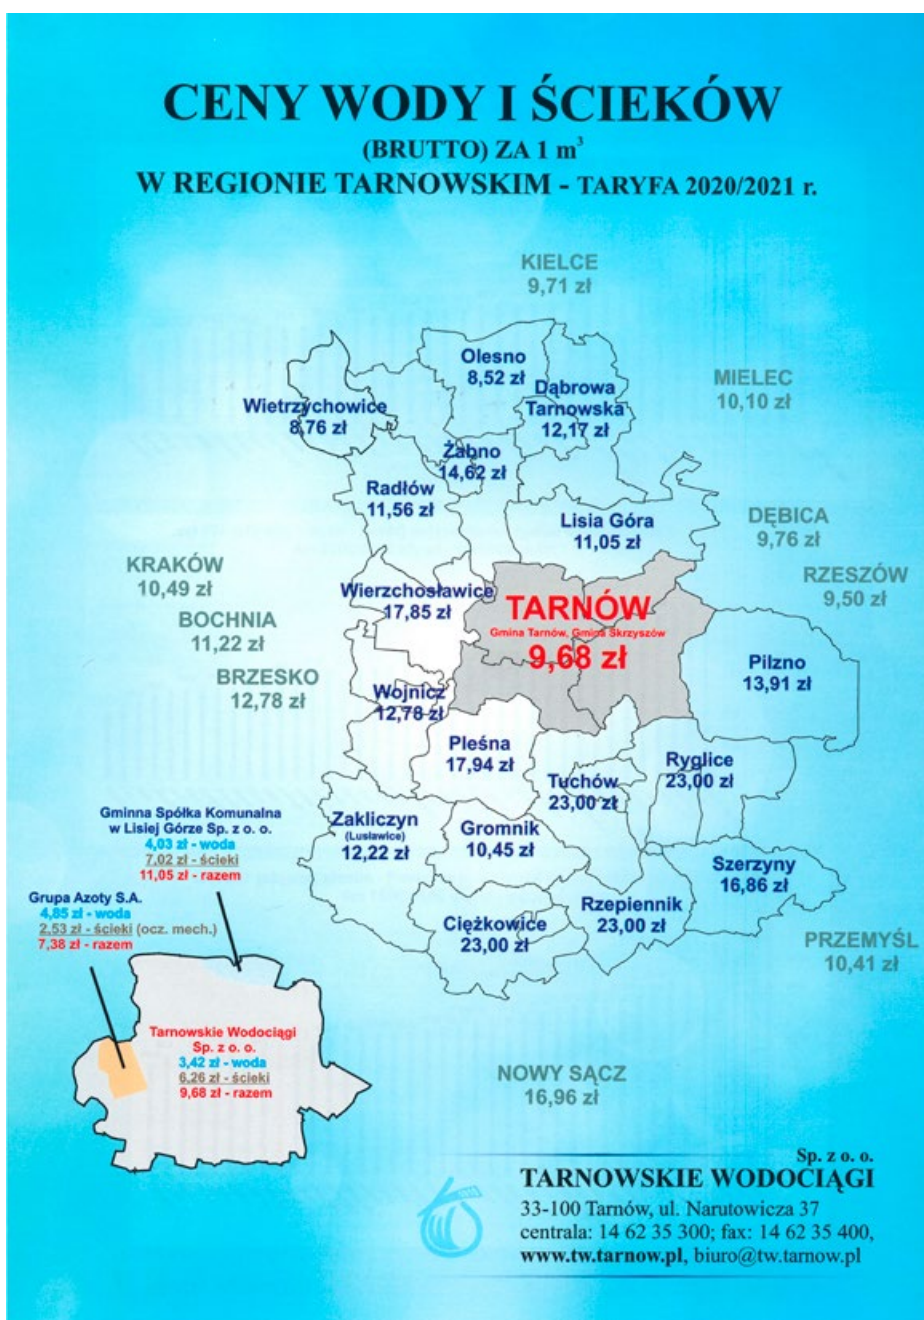 CENY WODY I ŚCIEKÓW
(BRUTTO) ZA 1 m³
W REGIONIE TARNOWSKIM - TARYFA 2020/2021 r.
KIELCE
9,71 zł
Olesno
8,52 zł
Dąbrowa
Tarnowska
12,17 zł
MIELEC
10,10 zł
Wietrzychowice
8,76 zł
Żabno
14,62 zł
Radłów
11,56 zł
Lisia Góra
11,05 zł
DĘBICA
9,76 zł
KRAKÓW
10,49 zł
RZESZÓW
9,50 zł
Wierzchosławice
17,85 zł
TARNÓW
Gmina Tarnów, Gmina Skrzyszów
9,68 zł
BOCHNIA
11,22 zł
BRZESKO
12,78 zł
Pilzno
13,91 zł
Wojnicz
12,78 zł
Pleśna
17,94 zł
Tuchów
23,00 zł
Ryglice
23,00 zł
Zakliczyn
(Lusławice)
12,22 zł
Gromnik
10,45 zł
Szerzyny
16,86 zł
Ciężkowice
23,00 zł
Rzepiennik
23,00 zł
PRZEMYŚL
10,41 zł
Gminna Spółka Komunalna
w Lisiej Górze Sp. z o. o.
4,03 zł - woda
7,02 zł - ścieki
11,05 zł - razem
Grupa Azoty S.A.
4,85 zł - woda
2,53 zł - ścieki (ocz. mech.)
7,38 zł - razem
Tarnowskie Wodociągi
Sp. z o. o.
3,42 zł - woda
6,26 zł - ścieki
9,68 zł - razem
NOWY SĄCZ
16,96 zł
Sp. z o. o.
TARNOWSKIE WODOCIĄGI
33-100 Tarnów, ul. Narutowicza 37
centrala: 14 62 35 300; fax: 14 62 35 400,
www.tw.tarnow.pl, biuro@tw.tarnow.pl